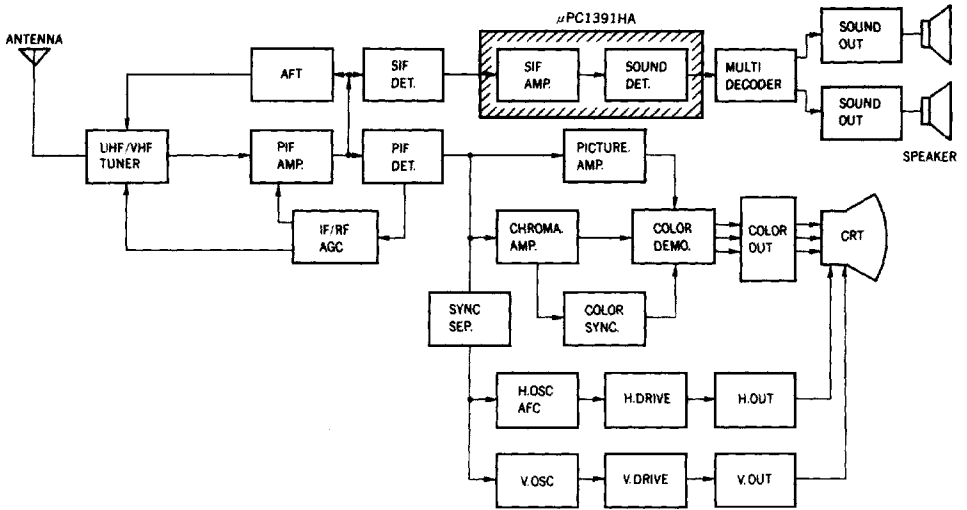 μPC1391HA
ANTENNA
AFT
SIF
DET.
SIF
AMP.
SOUND
DET.
MULTI
DECODER
SOUND
OUT
SOUND
OUT
SPEAKER
UHF/VHF
TUNER
PIF
AMP.
PIF
DET.
PICTURE.
AMP.
IF/RF
AGC
CHROMA.
AMP.
COLOR
DEMO.
COLOR
OUT
CRT
SYNC
SEP.
COLOR
SYNC.
H.OSC
AFC
H.DRIVE
H.OUT
V.OSC
V.DRIVE
V.OUT